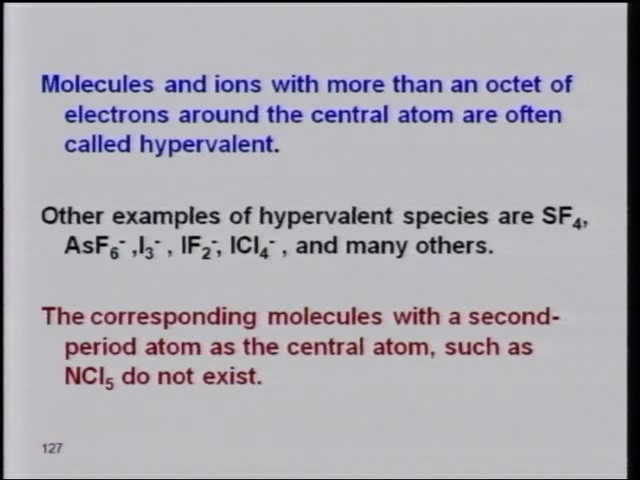 Molecules and ions with more than an octet of
electrons around the central atom are often
called hypervalent.
Other examples of hypervalent species are SF₄,
AsF₆⁻ ,I₃⁻ , IF₂⁻, ICl₄⁻ , and many others.
The corresponding molecules with a second-
period atom as the central atom, such as
NCl₅ do not exist.
127